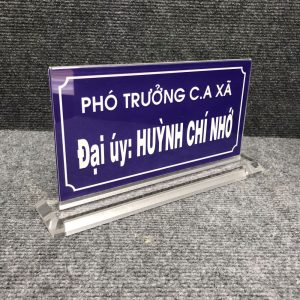 PHÓ TRƯỞNG C.A XÃ
Đại úy: HUỲNH CHÍ NHỚ